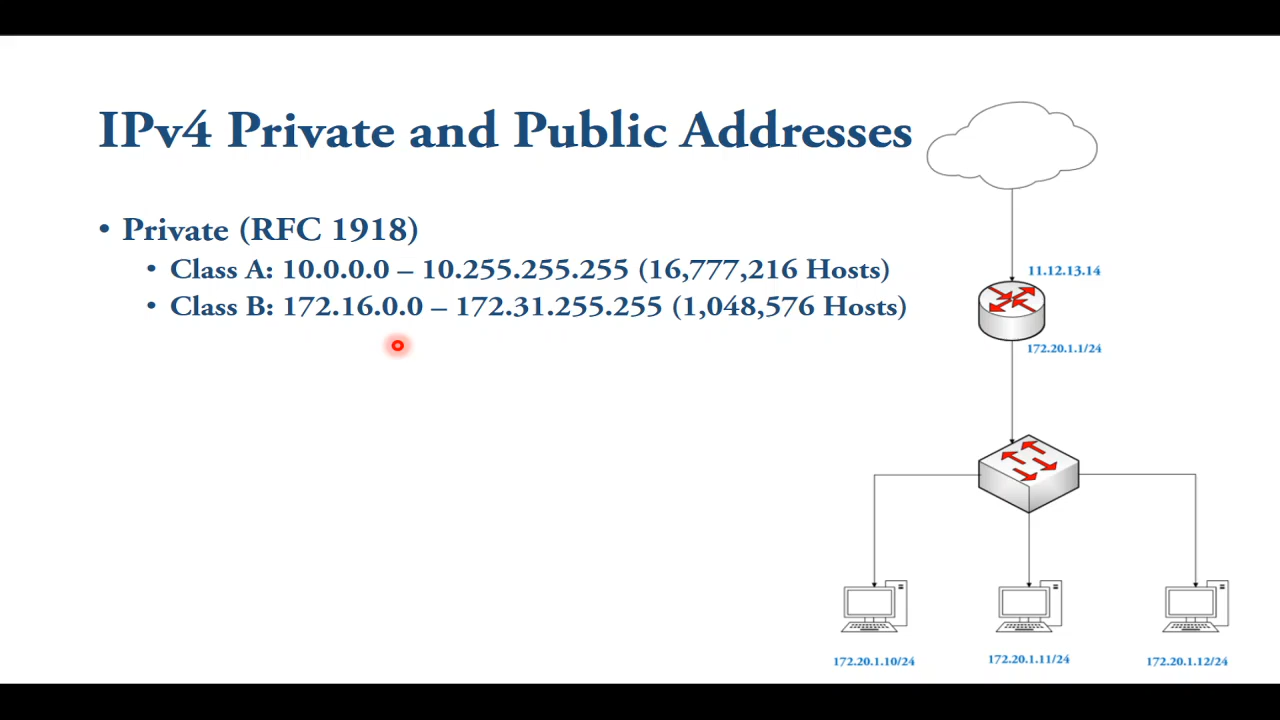 IPv4 Private and Public Addresses
• Private (RFC 1918)
• Class A: 10.0.0.0 – 10.255.255.255 (16,777,216 Hosts)
• Class B: 172.16.0.0 – 172.31.255.255 (1,048,576 Hosts)
11.12.13.14
172.20.1.1/24
172.20.1.10/24
172.20.1.11/24
172.20.1.12/24